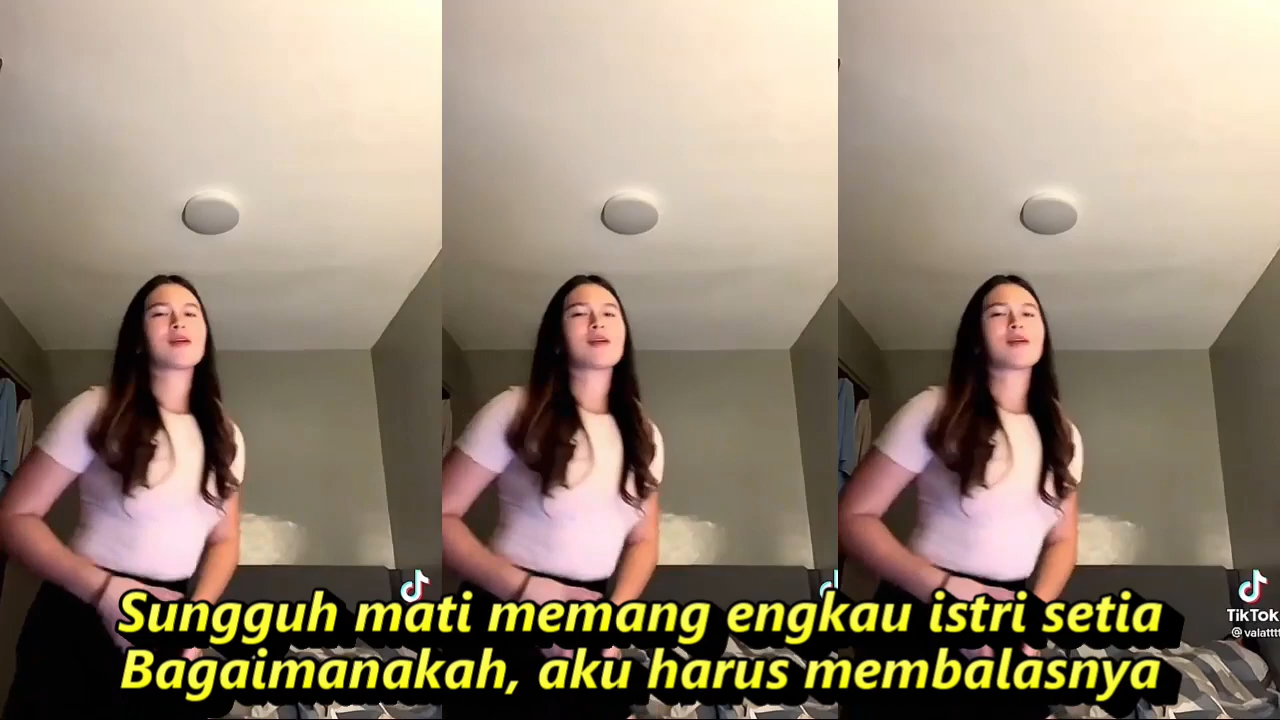 Sungguh mati memang engkau istri setia
Bagaimanakah, aku harus membalasnya
TikTok